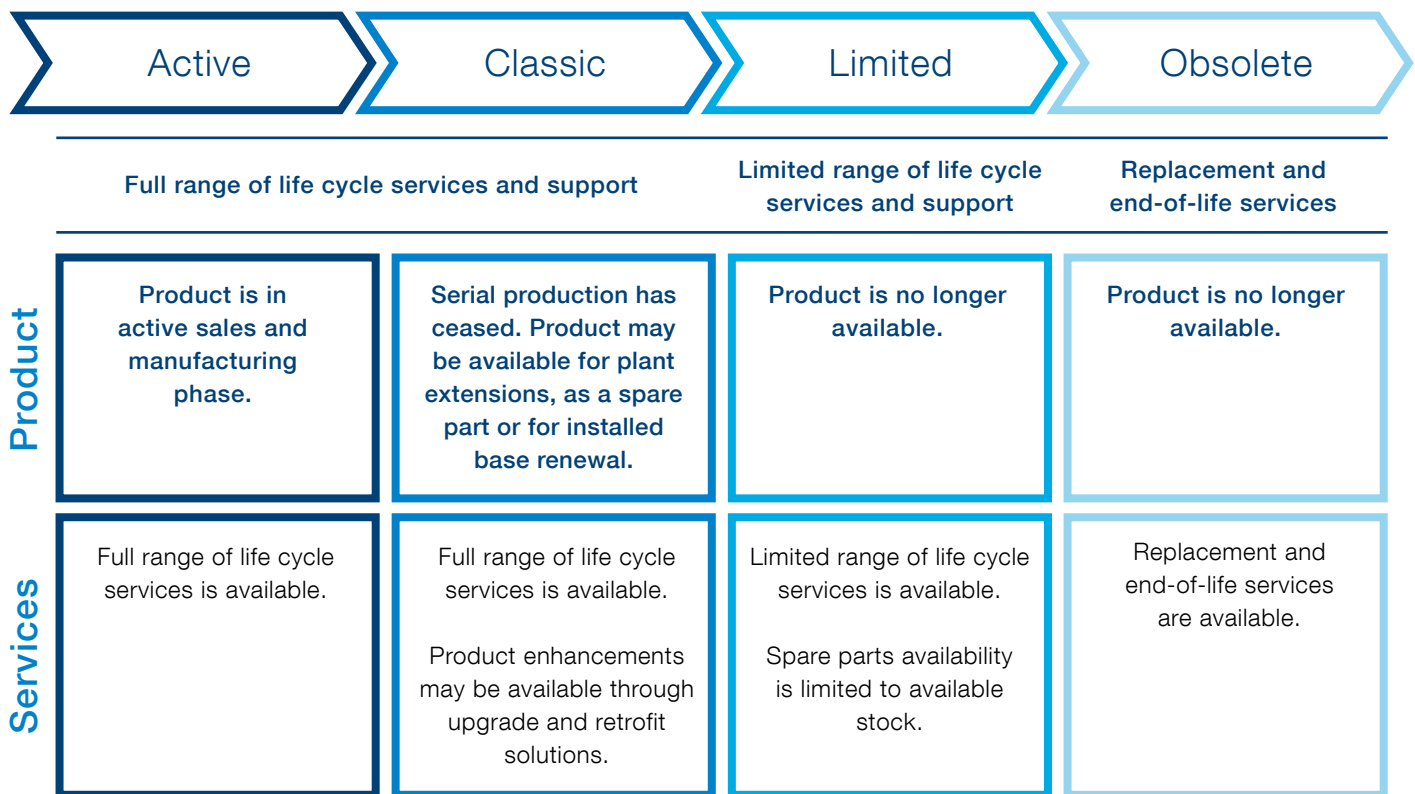 Active
Classic
Limited
Obsolete
Full range of life cycle services and support
Limited range of life cycle
services and support
Replacement and
end-of-life services
Product
Product is in
active sales and
manufacturing
phase.
Serial production has
ceased. Product may
be available for plant
extensions, as a spare
part or for installed
base renewal.
Product is no longer
available.
Product is no longer
available.
Services
Full range of life cycle
services is available.
Full range of life cycle
services is available.
Product enhancements
may be available through
upgrade and retrofit
solutions.
Limited range of life cycle
services is available.
Spare parts availability
is limited to available
stock.
Replacement and
end-of-life services
are available.